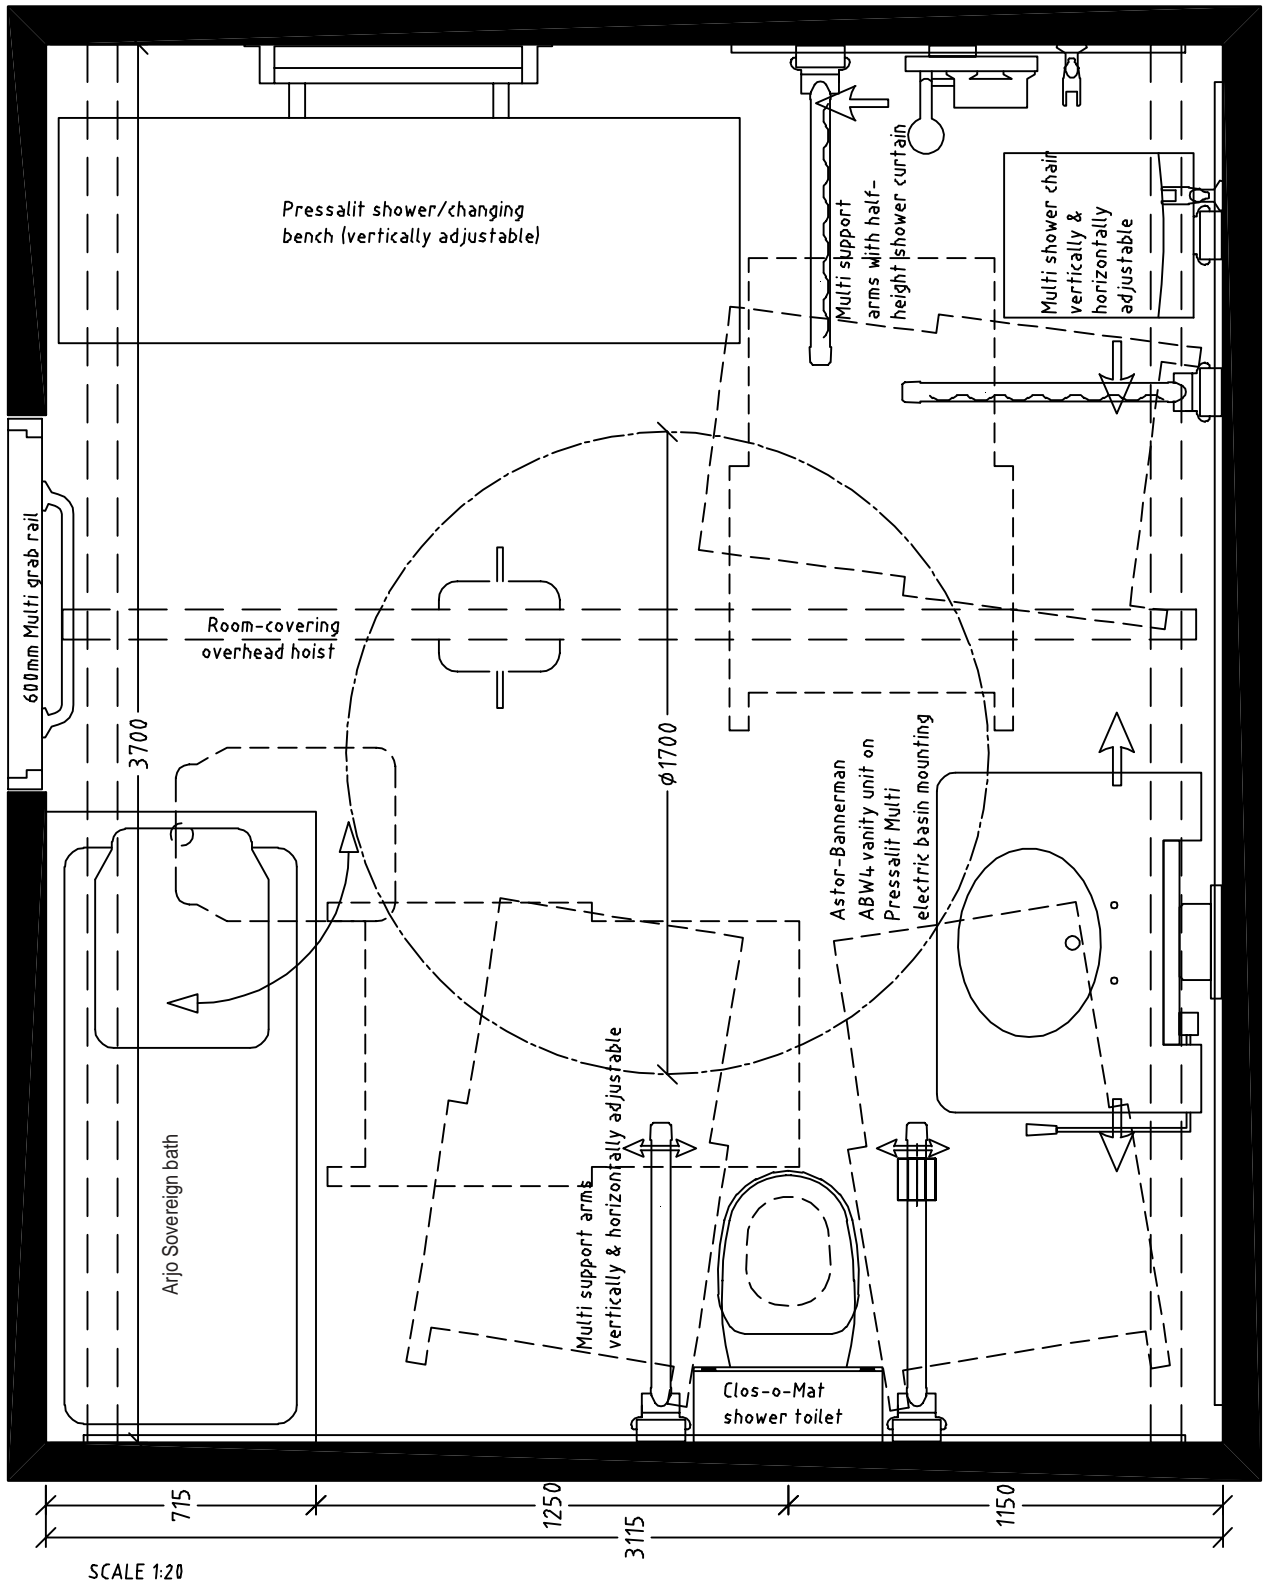 Pressalit shower/changing
bench (vertically adjustable)
Multi support
arms with half-
height shower curtain
Multi shower chair
vertically &
horizontally
adjustable
600mm Multi grab rail
Room-covering
overhead hoist
3700
ø1700
Astor-Bannerman
ABW4 vanity unit on
Pressalit Multi
electric basin mounting
Arjo Sovereign bath
Multi support arms
vertically & horizontally adjustable
Clos-o-Mat
shower toilet
715
1250
1150
3115
SCALE 1:20